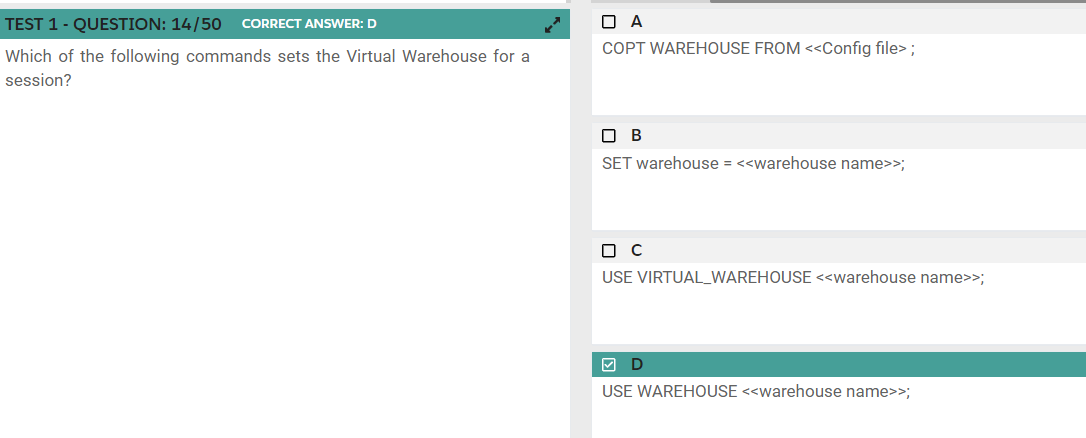 TEST 1 - QUESTION: 14/50 CORRECT ANSWER: D
Which of the following commands sets the Virtual Warehouse for a
session?
A
COPT WAREHOUSE FROM <<Config file> ;
B
SET warehouse = <<warehouse name>>;
C
USE VIRTUAL_WAREHOUSE <<warehouse name>>;
D
USE WAREHOUSE <<warehouse name>>;